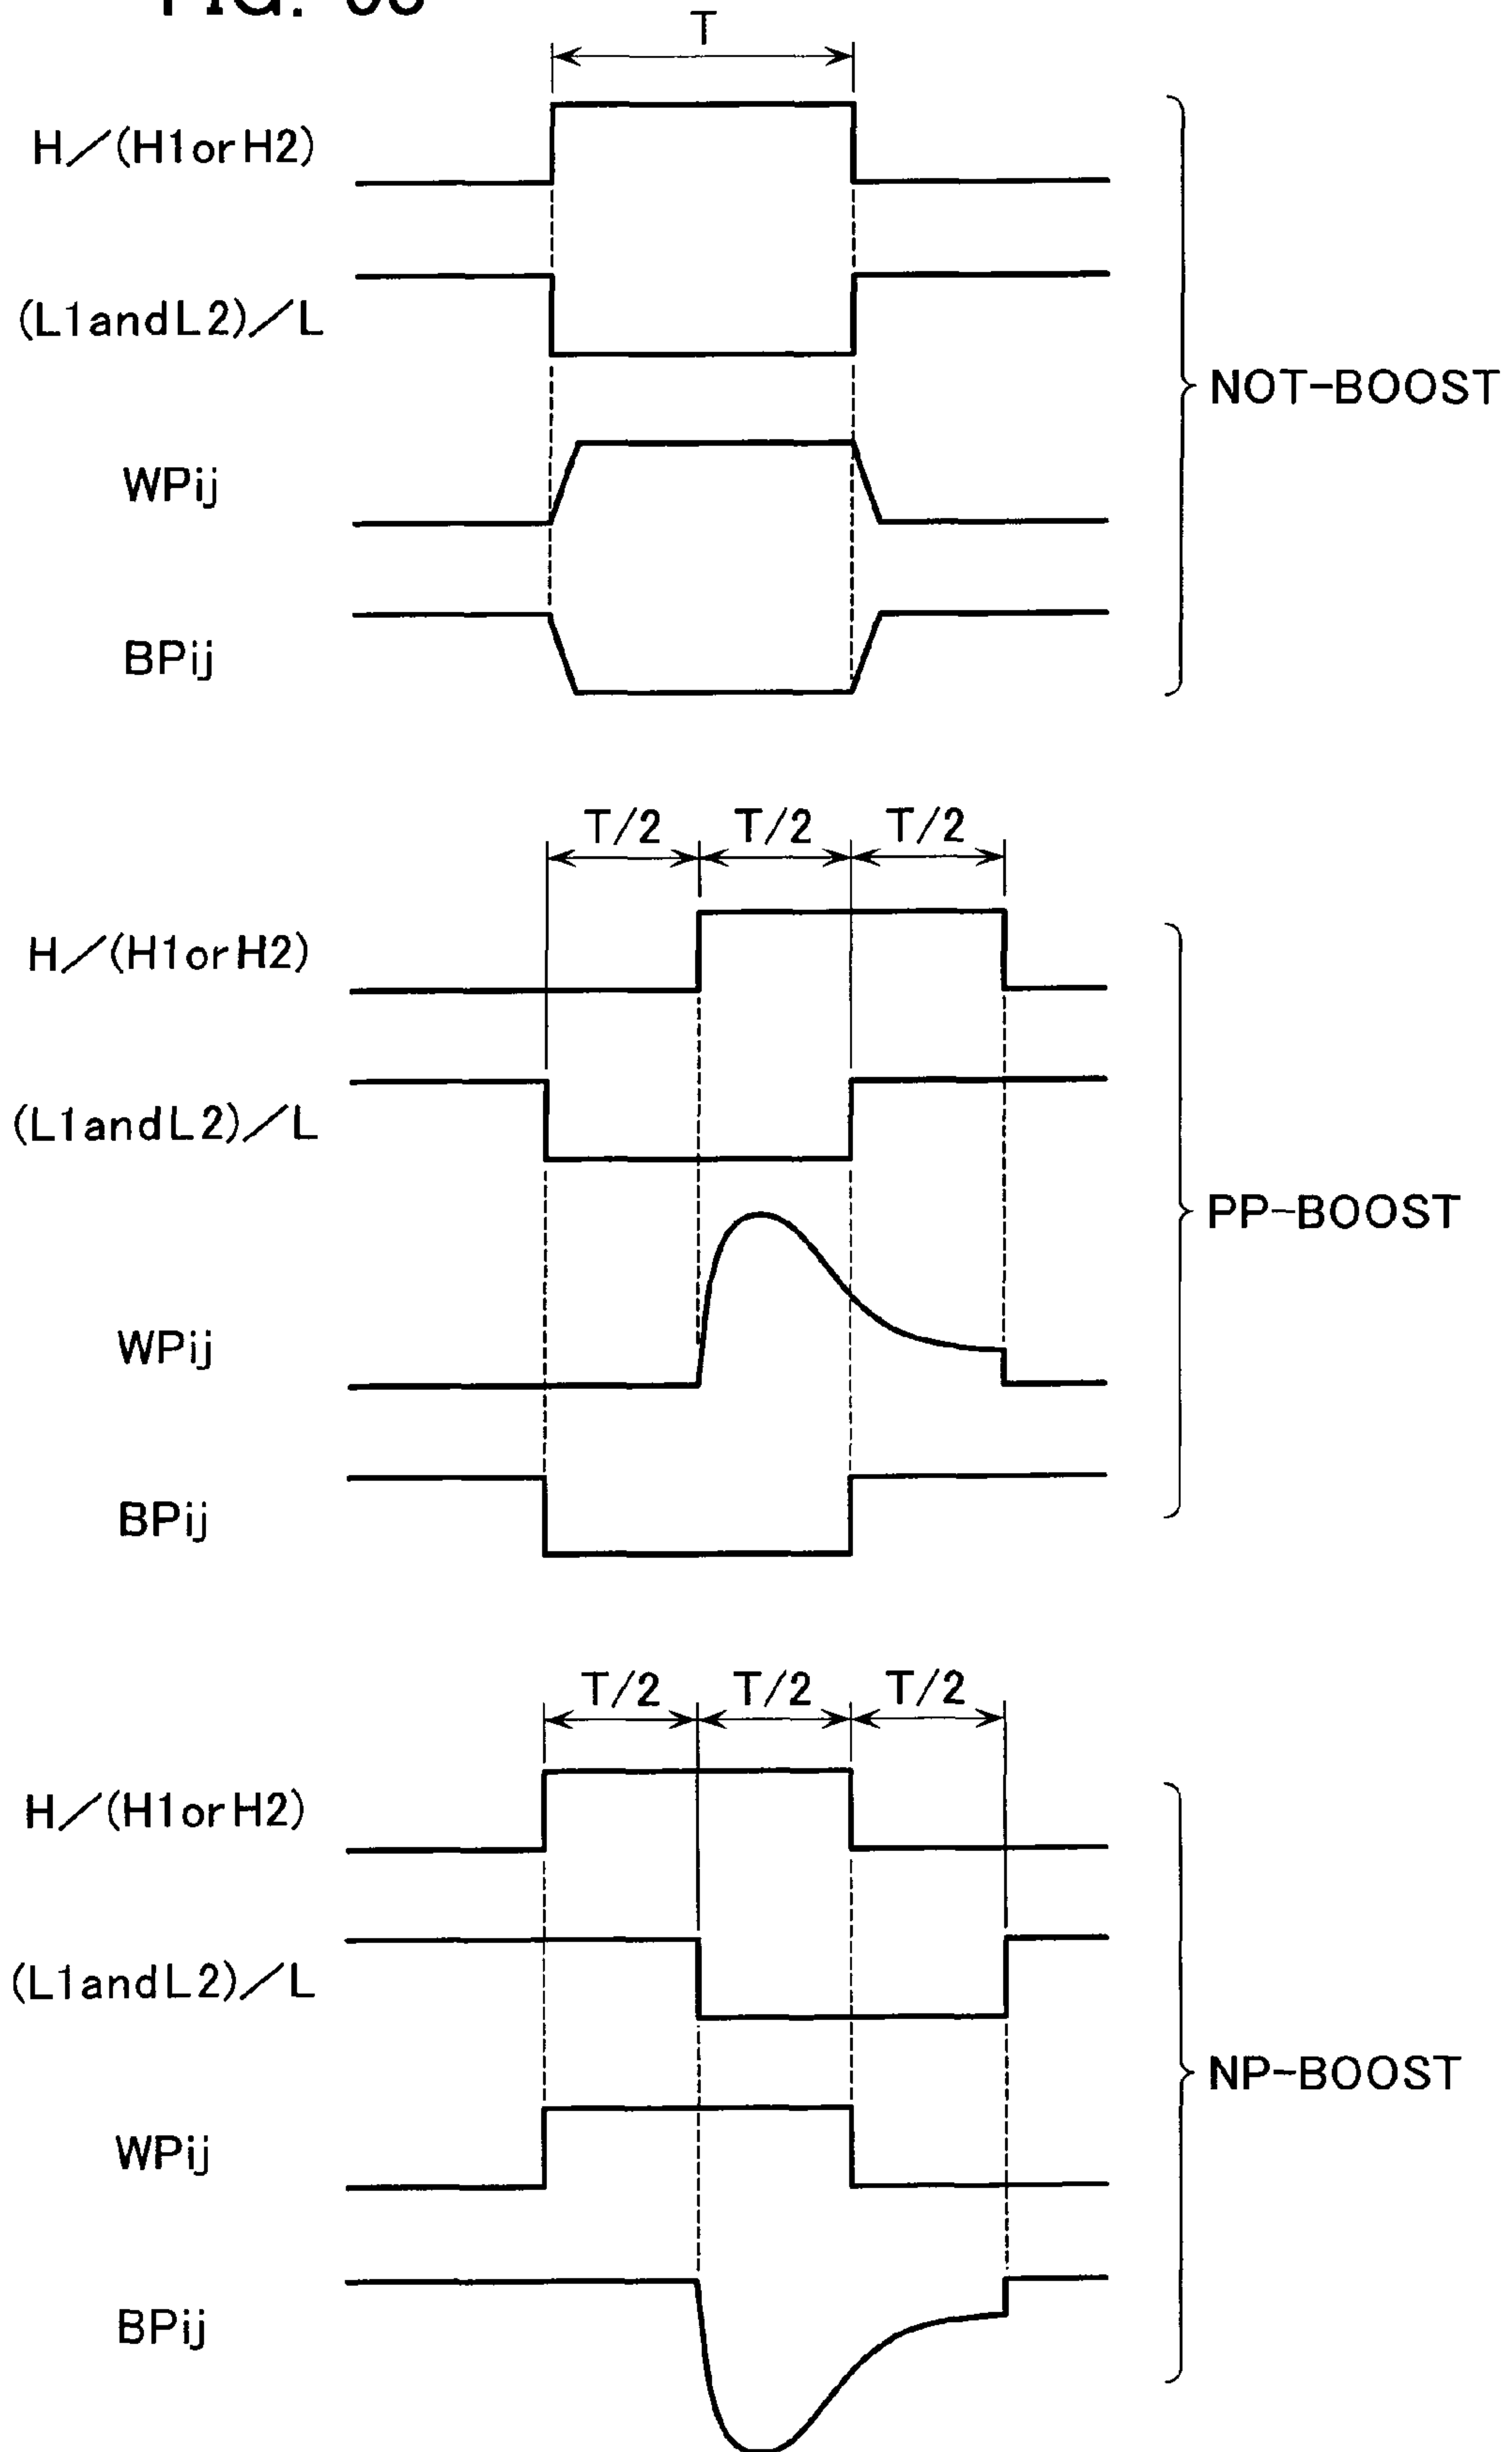 FIG.
T
H／(H1orH2)
(L1andL2)／L
WPij
BPij
NOT-BOOST
T/2 T/2 T/2
H／(H1orH2)
(L1andL2)／L
WPij
BPij
PP-BOOST
T/2 T/2 T/2
H／(H1orH2)
(L1andL2)／L
WPij
BPij
NP-BOOST